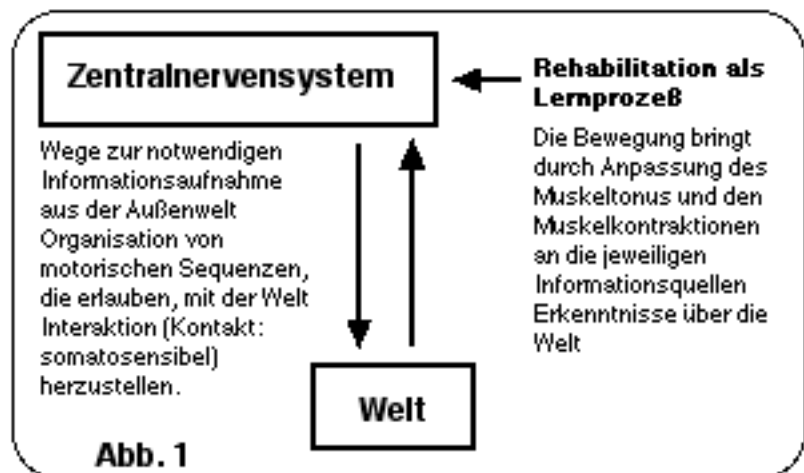 Zentralnervensystem
Rehabilitation als
Lernprozeß
Wege zur notwendigen
Informationsaufnahme
aus der Außenwelt
Organisation von
motorischen Sequenzen,
die erlauben, mit der Welt
Interaktion (Kontakt:
somatosensibel)
herzustellen.
Die Bewegung bringt
durch Anpassung des
Muskeltonus und den
Muskelkontraktionen
an die jeweiligen
Informationsquellen
Erkenntnisse über die
Welt
Welt
Abb. 1